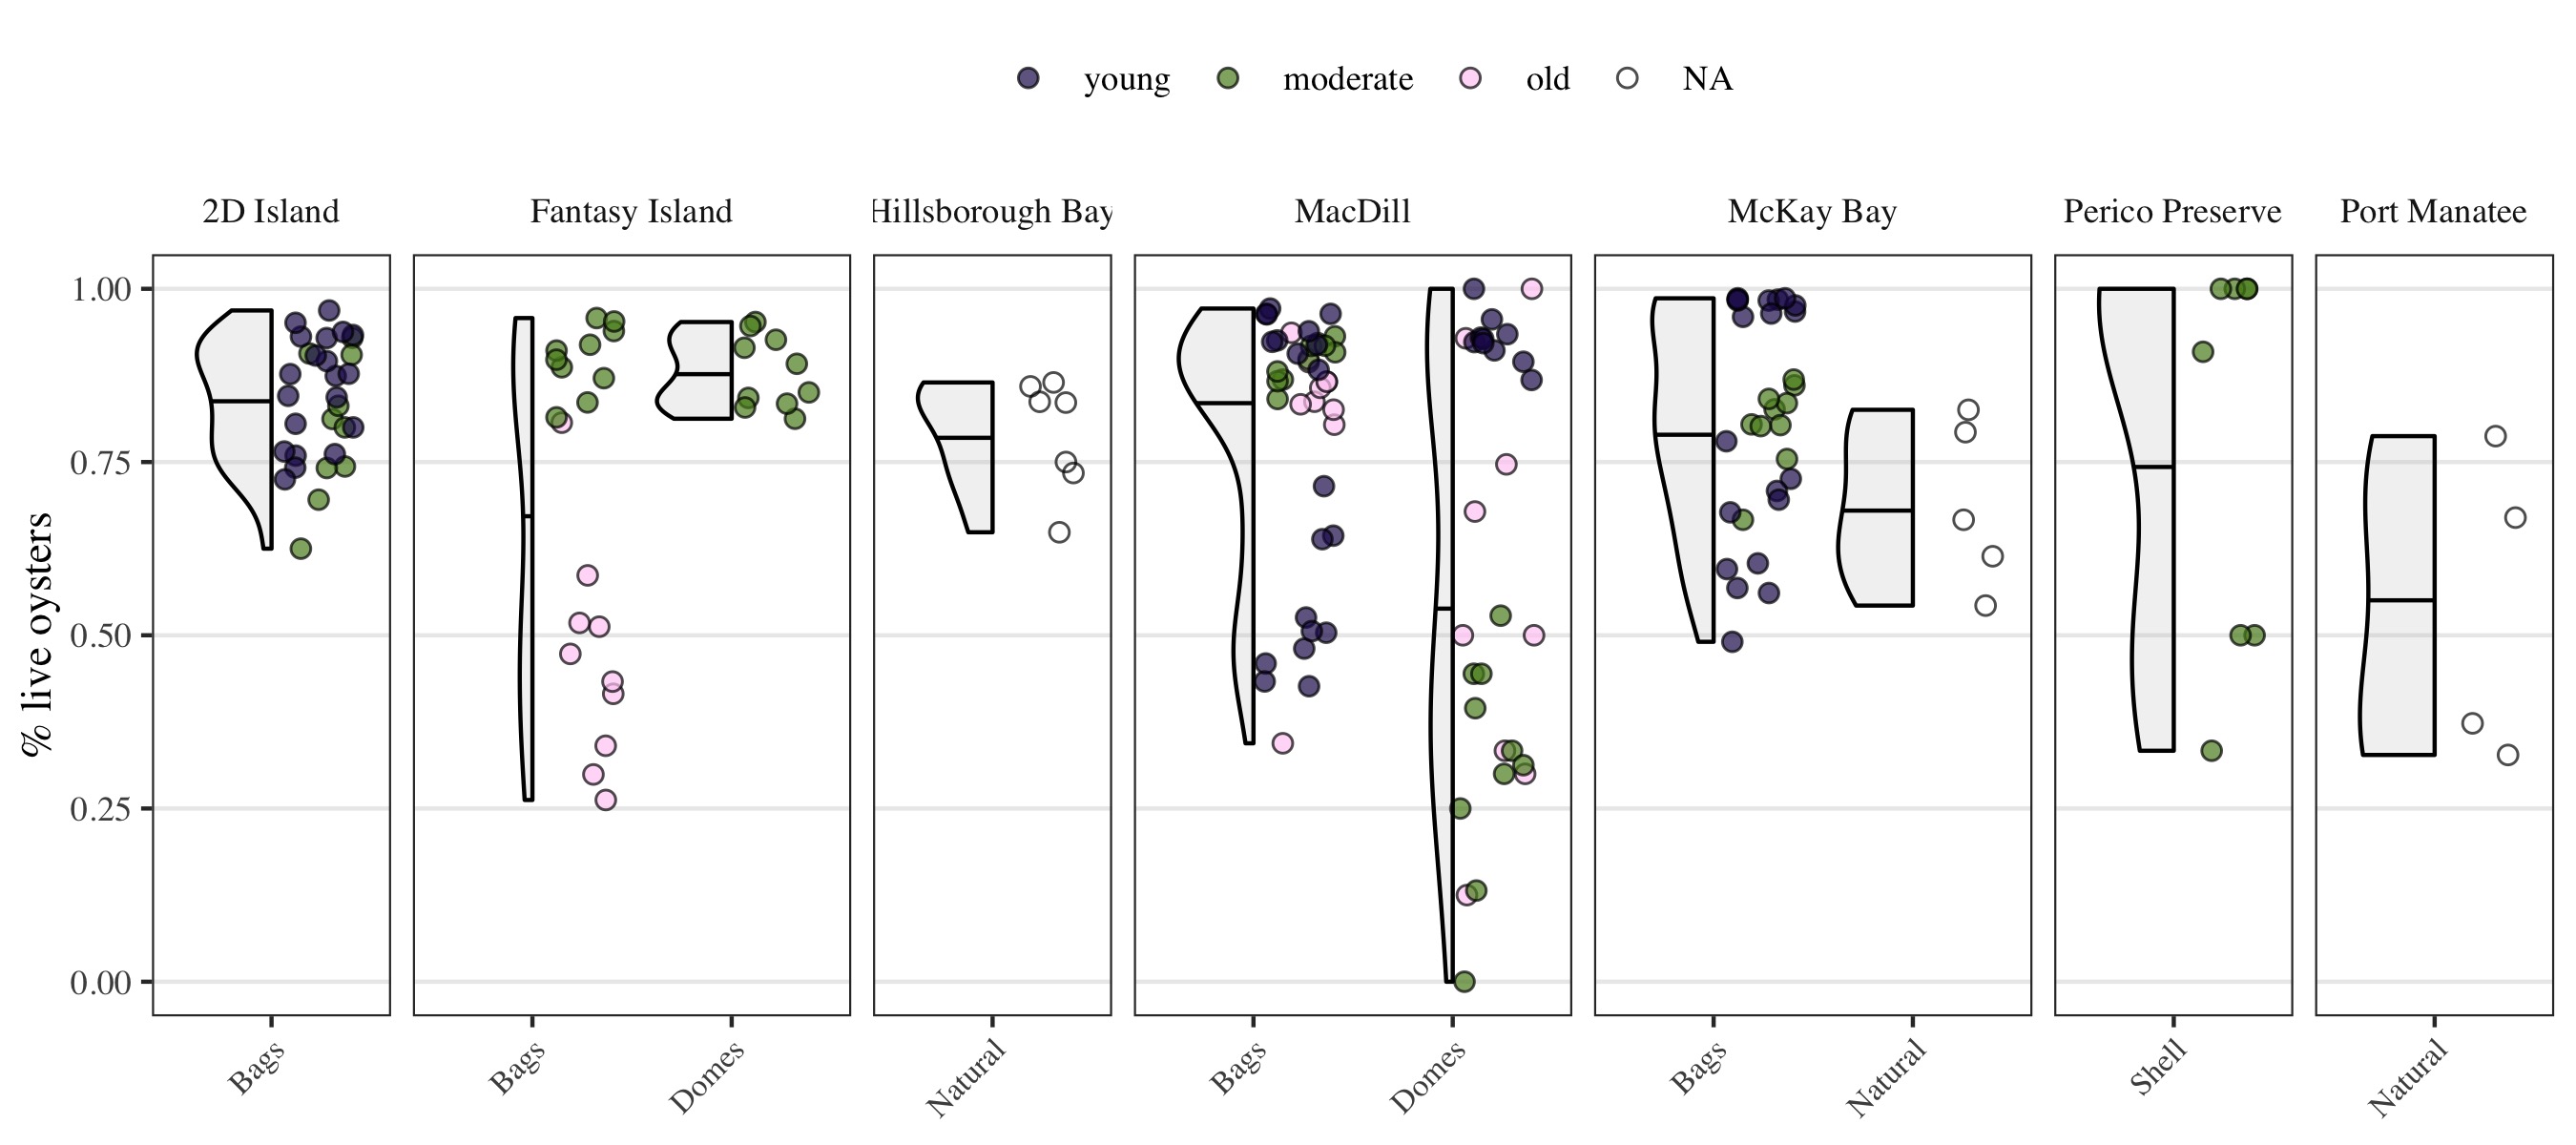 young moderate old NA
2D Island Fantasy Island Hillsborough Bay MacDill McKay Bay Perico Preserve Port Manatee
% live oysters
1.00
0.75
0.50
0.25
0.00
Bags Bags Domes Natural Bags Domes Bags Natural Shell Natural